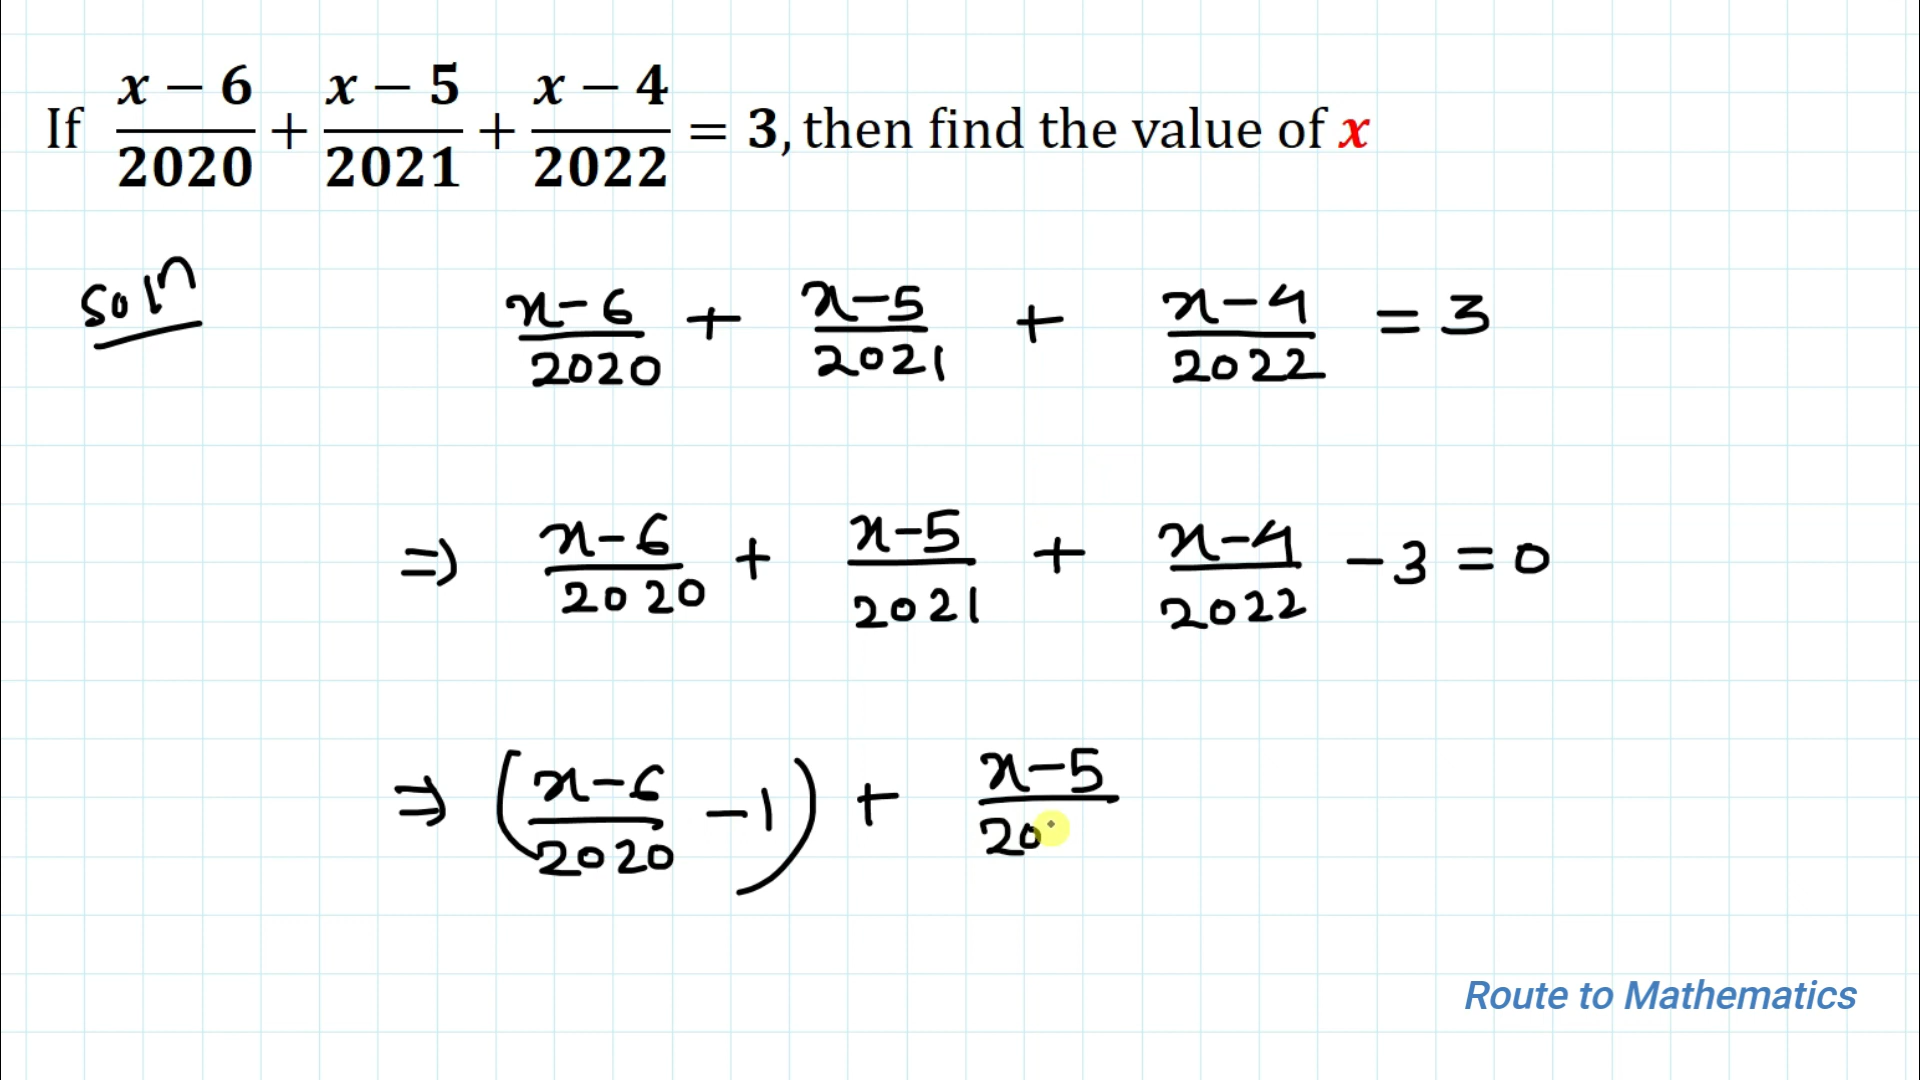 If (x − 6)/2020 + (x − 5)/2021 + (x − 4)/2022 = 3, then find the value of x
Soln
(x-6)/2020 + (x-5)/2021 + (x-4)/2022 = 3
⇒ (x-6)/2020 + (x-5)/2021 + (x-4)/2022 - 3 = 0
⇒ ((x-6)/2020 - 1) + (x-5)/20
Route to Mathematics